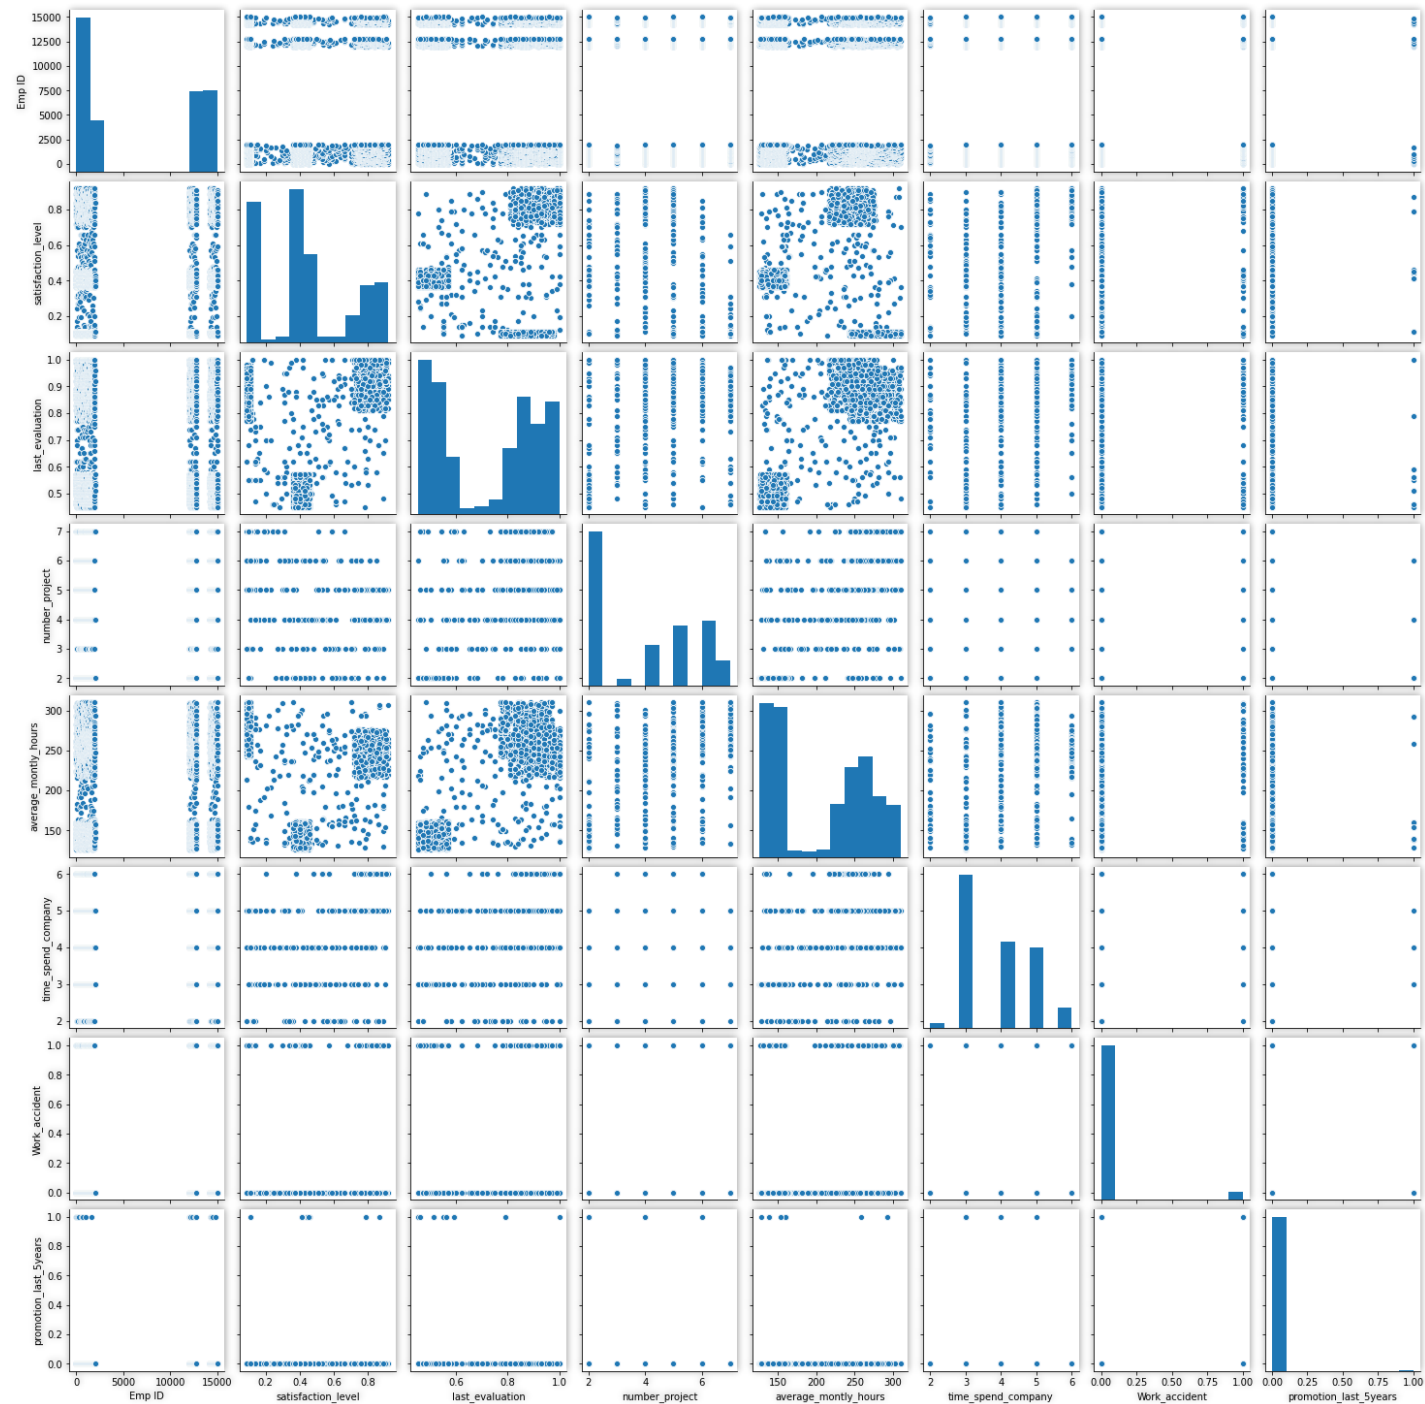 15000
12500
10000
7500
5000
2500
0
Emp ID
0.8
0.6
0.4
0.2
satisfaction_level
1.0
0.9
0.8
0.7
0.6
0.5
last_evaluation
7
6
5
4
3
2
number_project
300
250
200
150
average_montly_hours
6
5
4
3
2
time_spend_company
1.0
0.8
0.6
0.4
0.2
0.0
Work_accident
1.0
0.8
0.6
0.4
0.2
0.0
promotion_last_5years
0 5000 10000 15000
Emp ID
0.2 0.4 0.6 0.8
satisfaction_level
0.6 0.8 1.0
last_evaluation
2 4 6
number_project
150 200 250 300
average_montly_hours
2 3 4 5 6
time_spend_company
0.00 0.25 0.50 0.75 1.00
Work_accident
0.00 0.25 0.50 0.75 1.00
promotion_last_5years